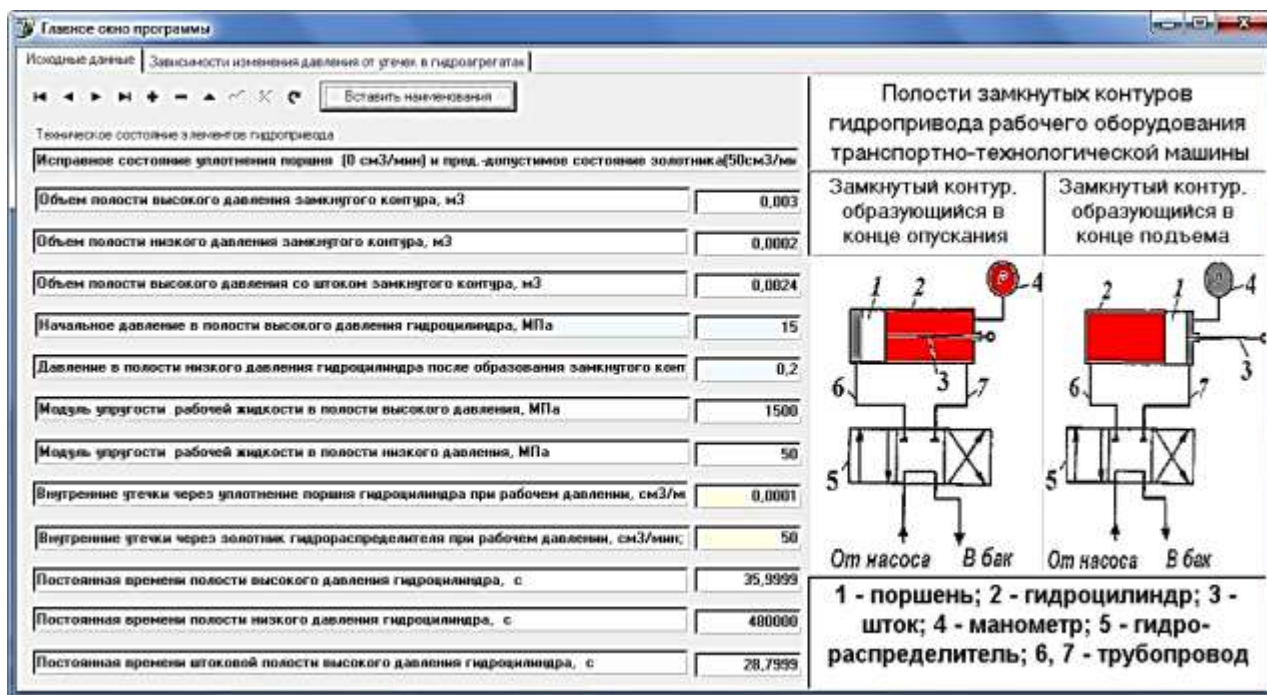 Главное окно программы
Исходные данные
Зависимости изменения давления от утечек в гидроагрегатах
Вставить наименования
Техническое состояние элементов гидропривода
Исправное состояние уплотнения поршня (0 см3/мин) и пред.-допустимов состояние золотника(50см3/ми
Объем полости высокого давления замкнутого контура, м3
0,003
Объем полости низкого давления замкнутого контура, м3
0,0002
Объем полости высокого давления со штоком замкнутого контура, м3
0,0024
Начальное давление в полости высокого давления гидроцилиндра, МПа
15
Давление в полости низкого давления гидроцилиндра после образования замкнутого конт
0,2
Модуль упругости рабочей жидкости в полости высокого давления, МПа
1500
Модуль упругости рабочей жидкости в полости низкого давления, МПа
50
Внутренние утечки через уплотнение поршня гидроцилиндра при рабочем давлении, см3/м
0,0001
Внутренние утечки через золотник гидрораспределителя при рабочем давлении, см3/мин;
50
Постоянная времени полости высокого давления гидроцилиндра, с
35,9999
Постоянная времени полости низкого давления гидроцилиндра, с
480000
Постоянная времени штоковой полости высокого давления гидроцилиндра, с
28,7999
Полости замкнутых контуров
гидропривода рабочего оборудования
транспортно-технологической машины
Замкнутый контур,
образующийся в
конце опускания
Замкнутый контур,
образующийся в
конце подъема
1 2 P 4
3
6 7
5
От насоса В бак
2 1 4
3
6 7
5
От насоса В бак
1 - поршень; 2 - гидроцилиндр; 3 -
шток; 4 - манометр; 5 - гидро-
распределитель; 6, 7 - трубопровод